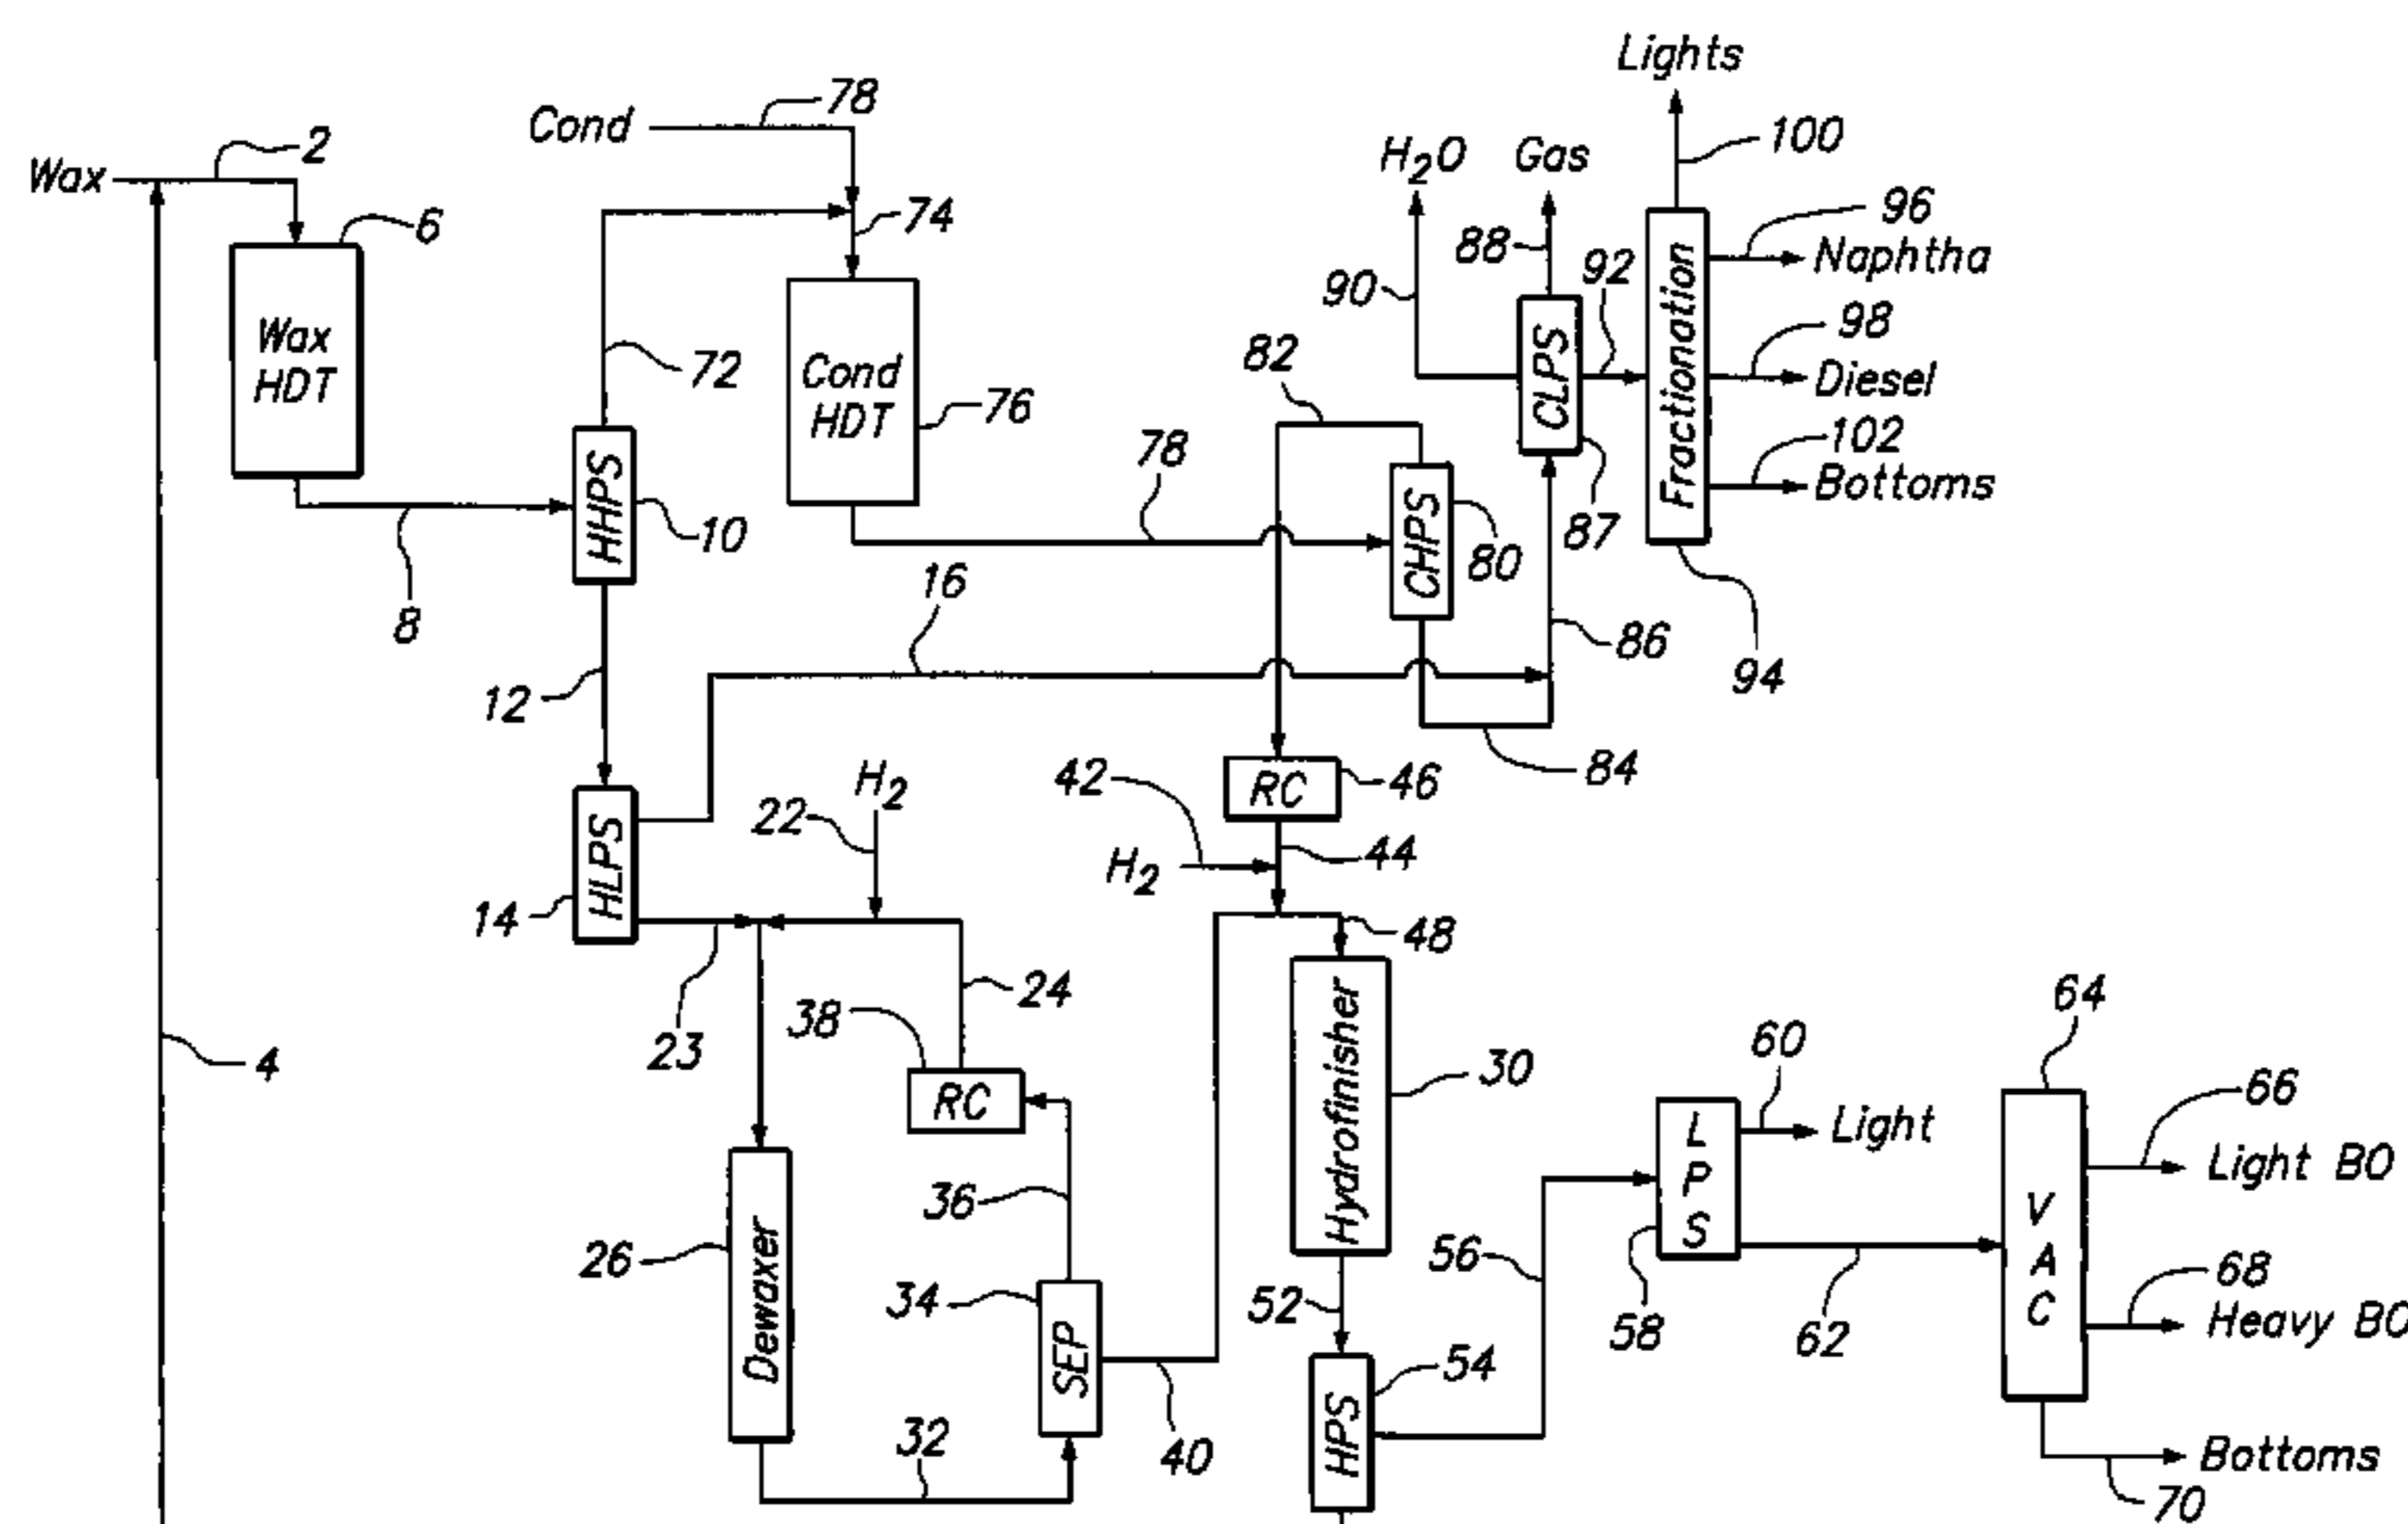 Lights
Cond
78
100
Wax
2
H2O
Gas
6
74
96
Naphtha
88
92
90
Wax
HDT
72
Cond
HDT
76
82
CLPS
Fractionation
98
Diesel
102
Bottoms
78
HHPS
10
CHPS
80
87
8
16
86
94
12
84
H2
22
42
RC
46
HLPS
14
H2
44
48
24
38
23
4
RC
Hydrofinisher
30
64
60
Light
66
Light BO
36
L
P
S
V
A
C
26
Dewaxer
34
SEP
56
52
58
62
68
Heavy BO
HPS
54
32
40
Bottoms
70